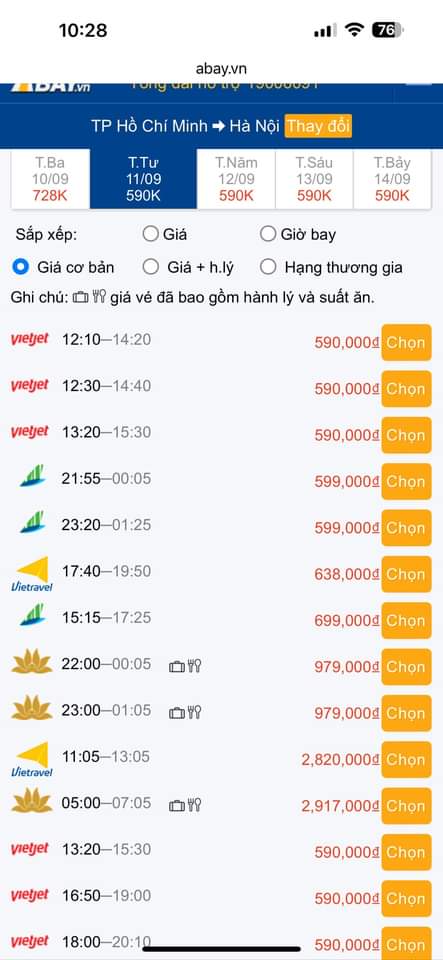 10:28
76
abay.vn
ABAY.vn Tổng đài hỗ trợ 19006091
TP Hồ Chí Minh ➜ Hà Nội Thay đổi
T.Ba T.Tư T.Năm T.Sáu T.Bảy
10/09 11/09 12/09 13/09 14/09
728K 590K 590K 590K 590K
Sắp xếp: Giá Giờ bay
Giá cơ bản Giá + h.lý Hạng thương gia
Ghi chú: giá vé đã bao gồm hành lý và suất ăn.
vietjet 12:10—14:20 590,000đ Chọn
vietjet 12:30—14:40 590,000đ Chọn
vietjet 13:20—15:30 590,000đ Chọn
21:55—00:05 599,000đ Chọn
23:20—01:25 599,000đ Chọn
Vietravel 17:40—19:50 638,000đ Chọn
15:15—17:25 699,000đ Chọn
22:00—00:05 979,000đ Chọn
23:00—01:05 979,000đ Chọn
Vietravel 11:05—13:05 2,820,000đ Chọn
05:00—07:05 2,917,000đ Chọn
vietjet 13:20—15:30 590,000đ Chọn
vietjet 16:50—19:00 590,000đ Chọn
vietjet 18:00—20:10 590,000đ Chọn